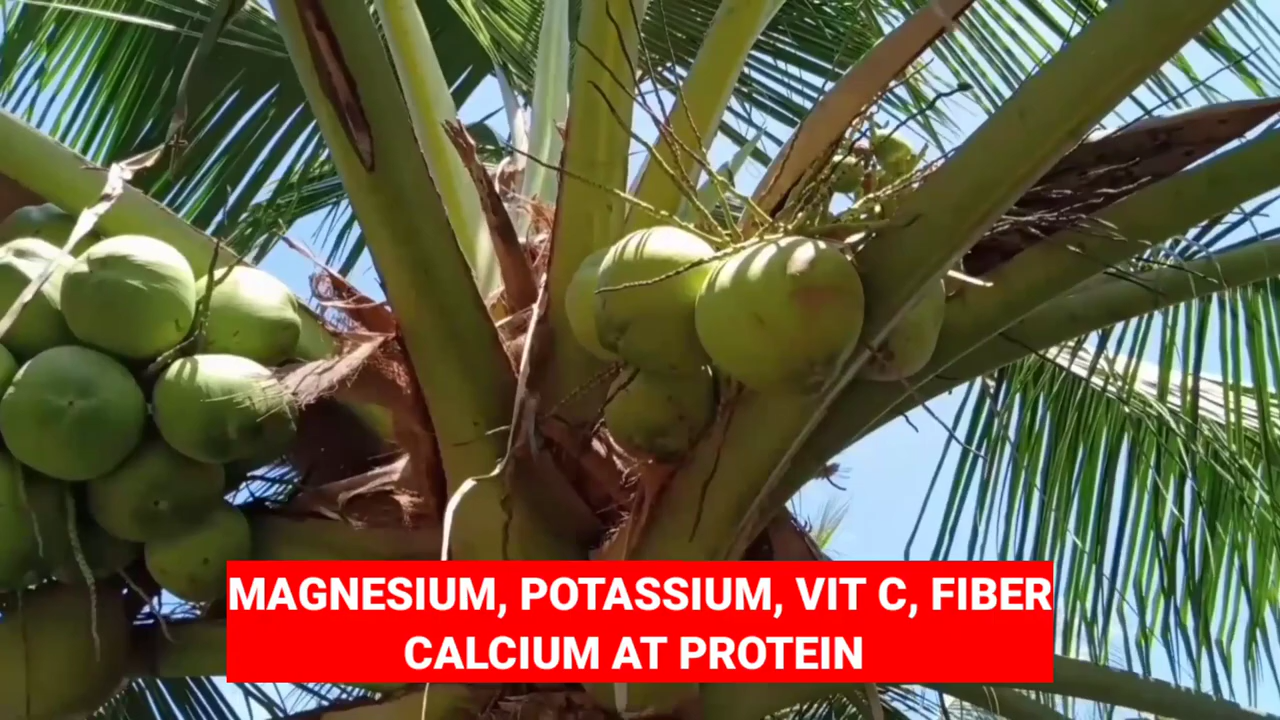 MAGNESIUM, POTASSIUM, VIT C, FIBER
CALCIUM AT PROTEIN